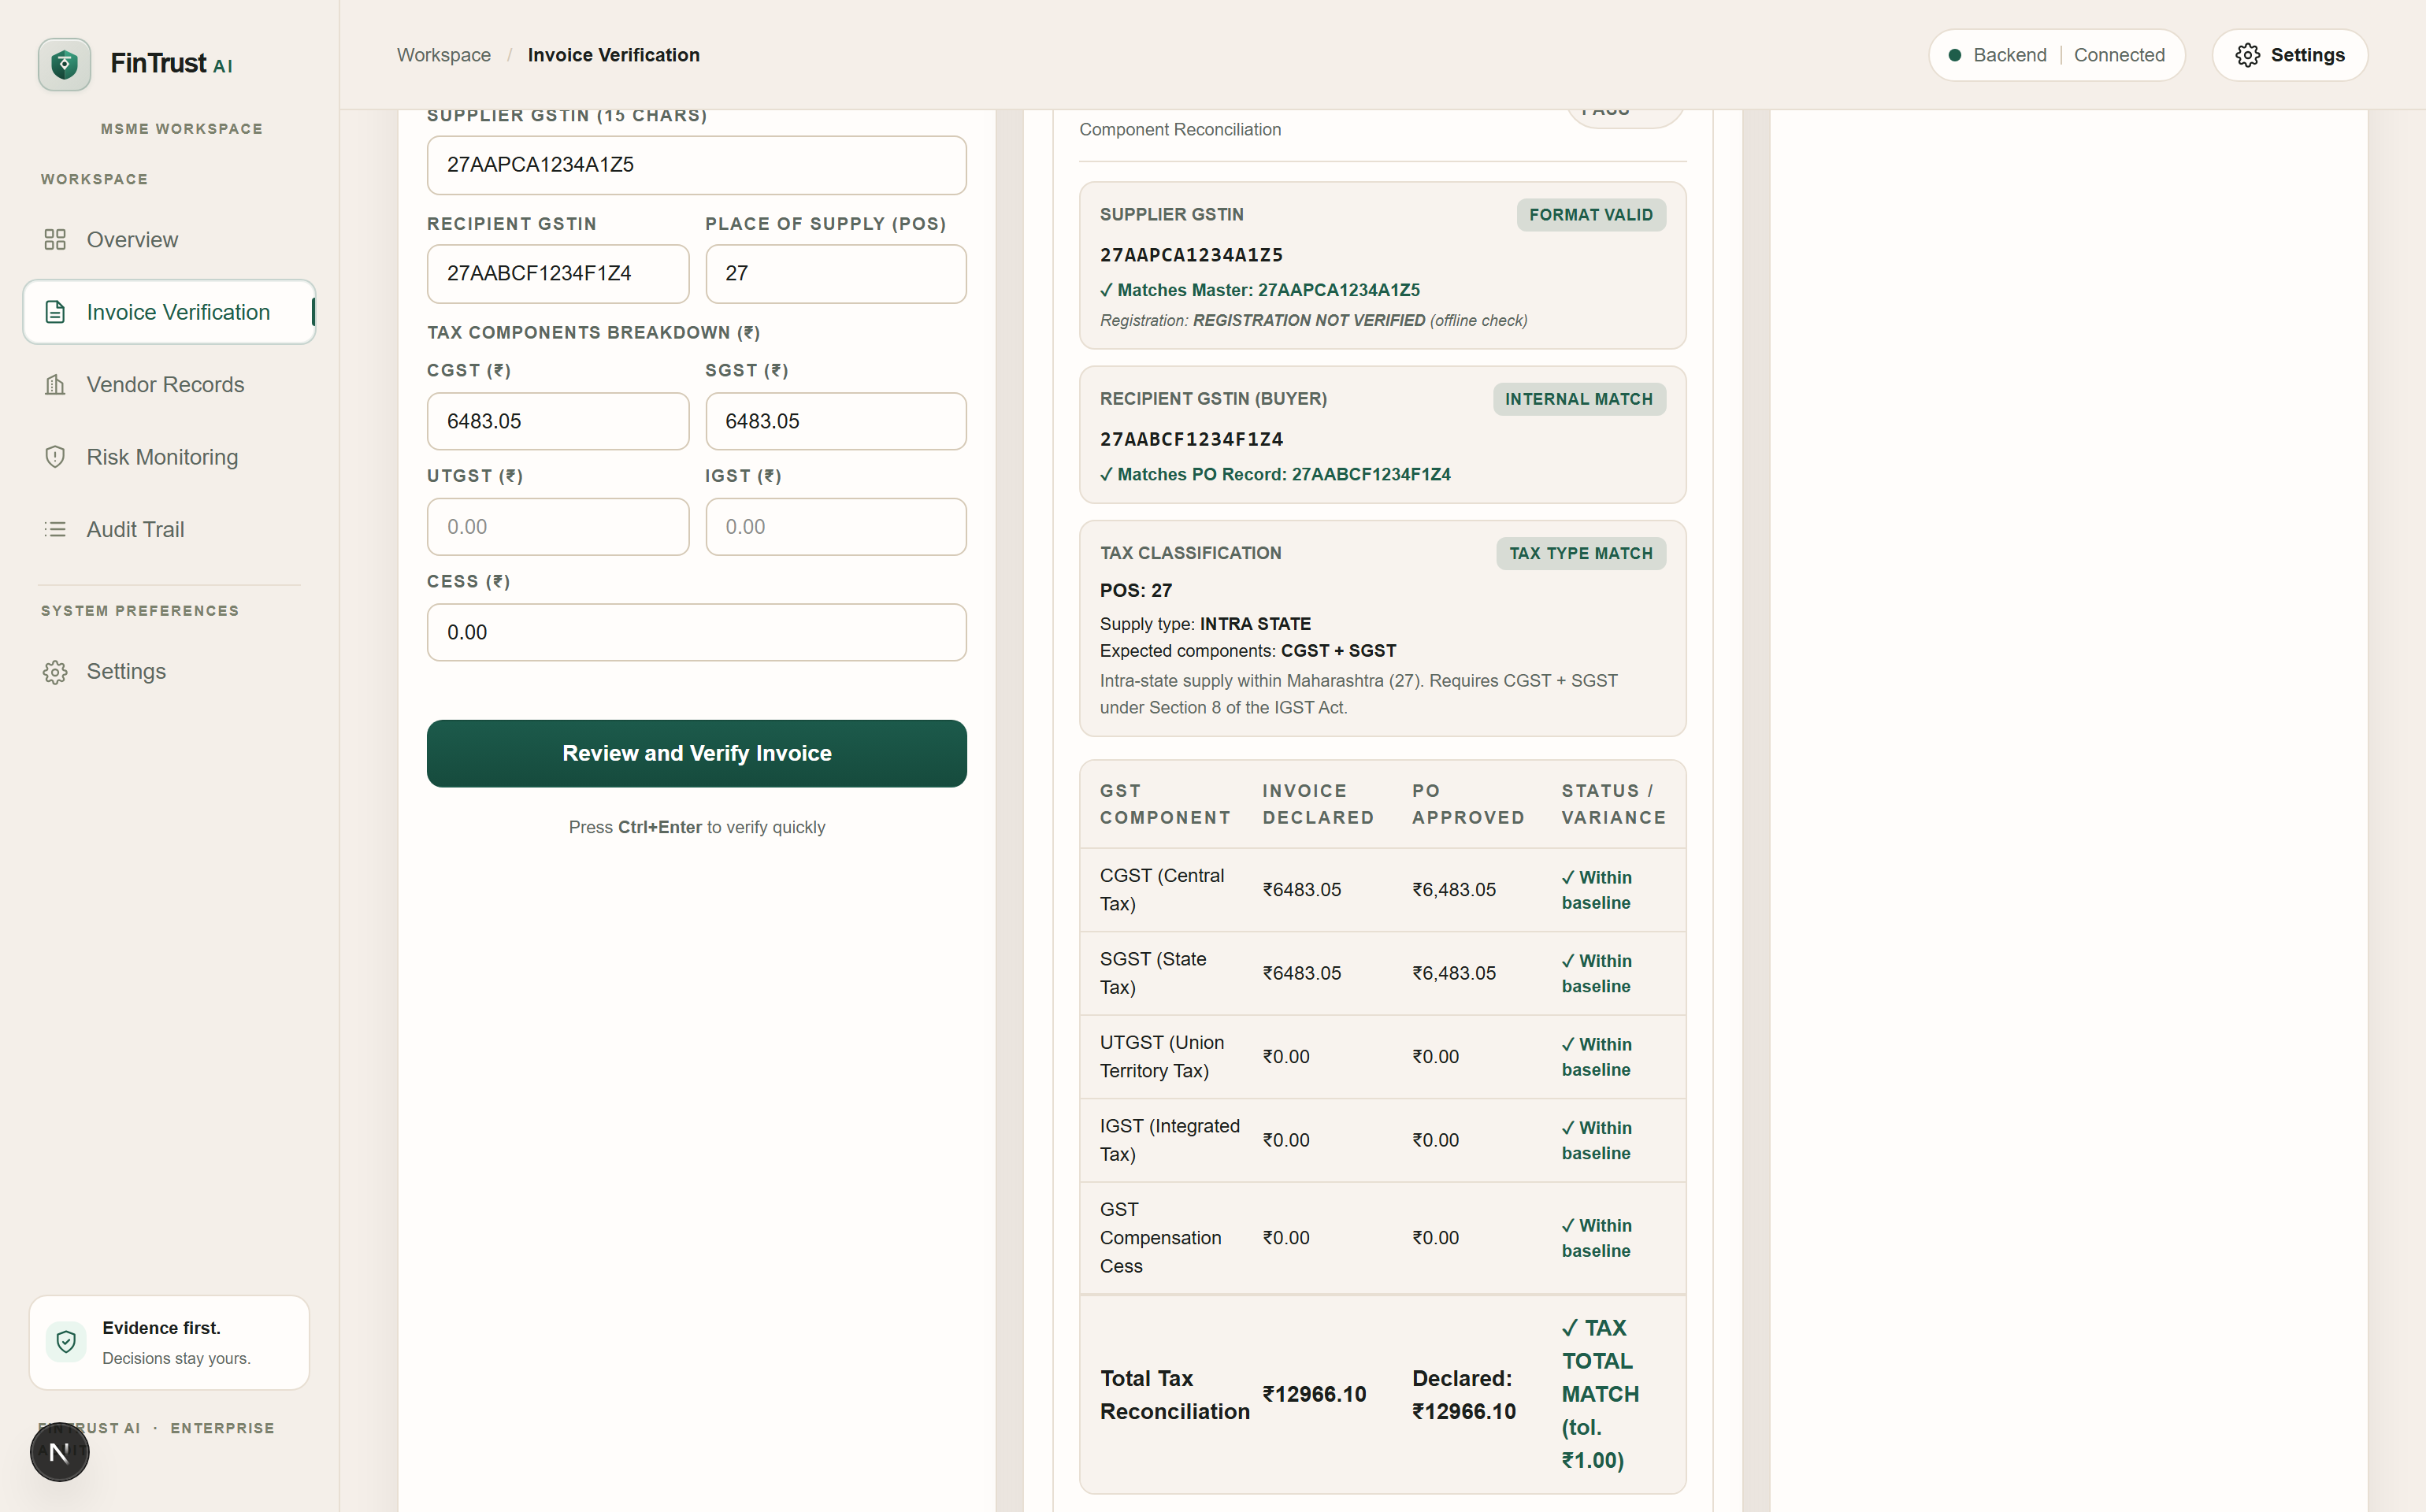 FinTrust AI
MSME WORKSPACE
WORKSPACE
Overview
Invoice Verification
Vendor Records
Risk Monitoring
Audit Trail
SYSTEM PREFERENCES
Settings
Evidence first.
Decisions stay yours.
FINTRUST AI · ENTERPRISE
N
Workspace / Invoice Verification
Backend | Connected
Settings
SUPPLIER GSTIN (15 CHARS)
27AAPCA1234A1Z5
RECIPIENT GSTIN
PLACE OF SUPPLY (POS)
27AABCF1234F1Z4
27
TAX COMPONENTS BREAKDOWN (₹)
CGST (₹)
SGST (₹)
6483.05
6483.05
UTGST (₹)
IGST (₹)
0.00
0.00
CESS (₹)
0.00
Review and Verify Invoice
Press Ctrl+Enter to verify quickly
Component Reconciliation
PASS
SUPPLIER GSTIN
FORMAT VALID
27AAPCA1234A1Z5
✓ Matches Master: 27AAPCA1234A1Z5
Registration: REGISTRATION NOT VERIFIED (offline check)
RECIPIENT GSTIN (BUYER)
INTERNAL MATCH
27AABCF1234F1Z4
✓ Matches PO Record: 27AABCF1234F1Z4
TAX CLASSIFICATION
TAX TYPE MATCH
POS: 27
Supply type: INTRA STATE
Expected components: CGST + SGST
Intra-state supply within Maharashtra (27). Requires CGST + SGST
under Section 8 of the IGST Act.
GST
COMPONENT
INVOICE
DECLARED
PO
APPROVED
STATUS /
VARIANCE
CGST (Central
Tax)
₹6483.05
₹6,483.05
✓ Within
baseline
SGST (State
Tax)
₹6483.05
₹6,483.05
✓ Within
baseline
UTGST (Union
Territory Tax)
₹0.00
₹0.00
✓ Within
baseline
IGST (Integrated
Tax)
₹0.00
₹0.00
✓ Within
baseline
GST
Compensation
Cess
₹0.00
₹0.00
✓ Within
baseline
Total Tax
Reconciliation
₹12966.10
Declared:
₹12966.10
✓ TAX
TOTAL
MATCH
(tol.
₹1.00)